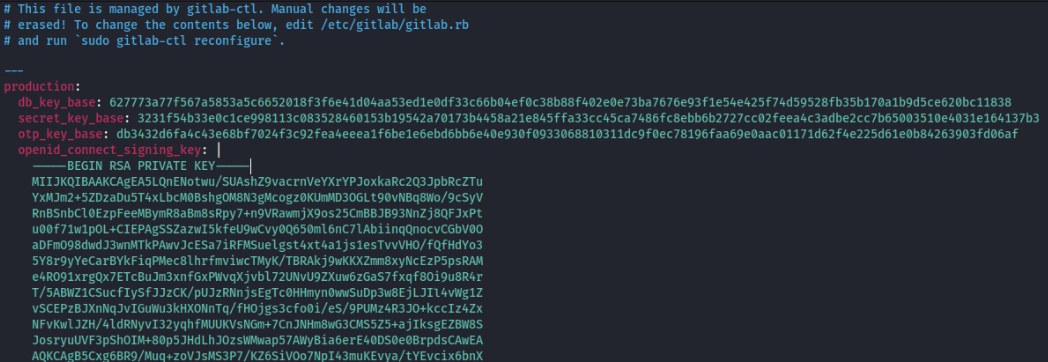 # This file is managed by gitlab-ctl. Manual changes will be
# erased! To change the contents below, edit /etc/gitlab/gitlab.rb
# and run `sudo gitlab-ctl reconfigure`.
---
production:
db_key_base: 627773a77f567a5853a5c6652018f3f6e41d04aa53ed1e0df33c66b04ef0c38b88f402e0e73ba7676e93f1e54e425f74d59528fb35b170a1b9d5ce620bc11838
secret_key_base: 3231f54b33e0c1ce998113c083528460153b19542a70173b4458a21e845ffa33cc45ca7486fc8ebb6b2727cc02feea4c3adbe2cc7b65003510e4031e164137b3
otp_key_base: db3432d6fa4c43e68bf7024f3c92fea4eeea1f6be1e6ebd6bb6e40e930f0933068810311dc9f0ec78196faa69e0aac01171d62f4e225d61e0b84263903fd06af
openid_connect_signing_key: |
-----BEGIN RSA PRIVATE KEY-----
MIIJKQIBAAKCAgEA5LQnENotwu/SUAshZ9vacrnVeYXrYPJoxkaRc2Q3JpbRcZTu
YxMJm2+5ZDzaDu5T4xLbcM0BshgOM8N3gMcogz0KUmMD3OGLt90vNBq8Wo/9cSyV
RnBSnbCl0EzpFeeMBymR8aBm8sRpy7+n9VRawmjX9os25CmBBJB93NnZj8QFJxPt
u00f71w1pOL+CIEPAgSSZazwI5kfeU9wCvy0Q650ml6nC7lAbiinqQnocvCGbV0O
aDFmO98dwdJ3wnMTkPAwvJcESa7iRFMSuelgst4xt4a1js1esTvvVHO/fQfHdYo3
5Y8r9yYeCarBYkFiqPMec8lhrfmviwcTMyK/TBRAkj9wKKXZmm8xyNcEzP5psRAM
e4RO91xrgQx7ETcBuJm3xnfGxPWvqXjvbl72UNvU9ZXuw6zGaS7fxqf8Oi9u8R4r
T/5ABWZ1CSucfIySfJJzCK/pUJzRNnjsEgTc0HHmyn0wwSuDp3w8EjLJIl4vWg1Z
vSCEPzBJXnNqJvIGuWu3kHXONnTq/fHOjgs3cfo0i/eS/9PUMz4R3JO+kccIz4Zx
NFvKwlJZH/4ldRNyvI32yqhfMUUKVsNGm+7CnJNHm8wG3CMS5Z5+ajIksgEZBW8S
JosryuUVF3pShOIM+80p5JHdLhJOzsWMwap57AWyBia6erE40DS0e0BrpdsCAwEA
AQKCAgB5Cxg6BR9/Muq+zoVJsMS3P7/KZ6SiVOo7NpI43muKEvya/tYEvcix6bnX